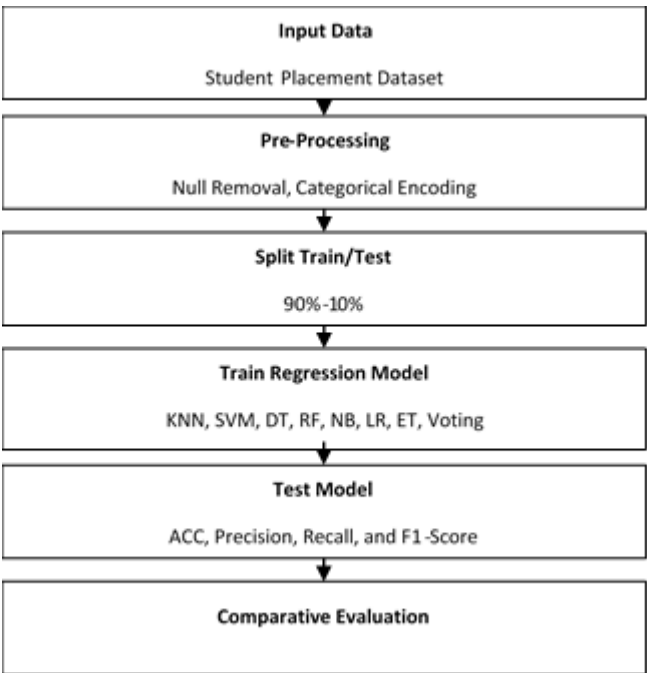 Input Data
Student Placement Dataset
Pre-Processing
Null Removal, Categorical Encoding
Split Train/Test
90%-10%
Train Regression Model
KNN, SVM, DT, RF, NB, LR, ET, Voting
Test Model
ACC, Precision, Recall, and F1-Score
Comparative Evaluation